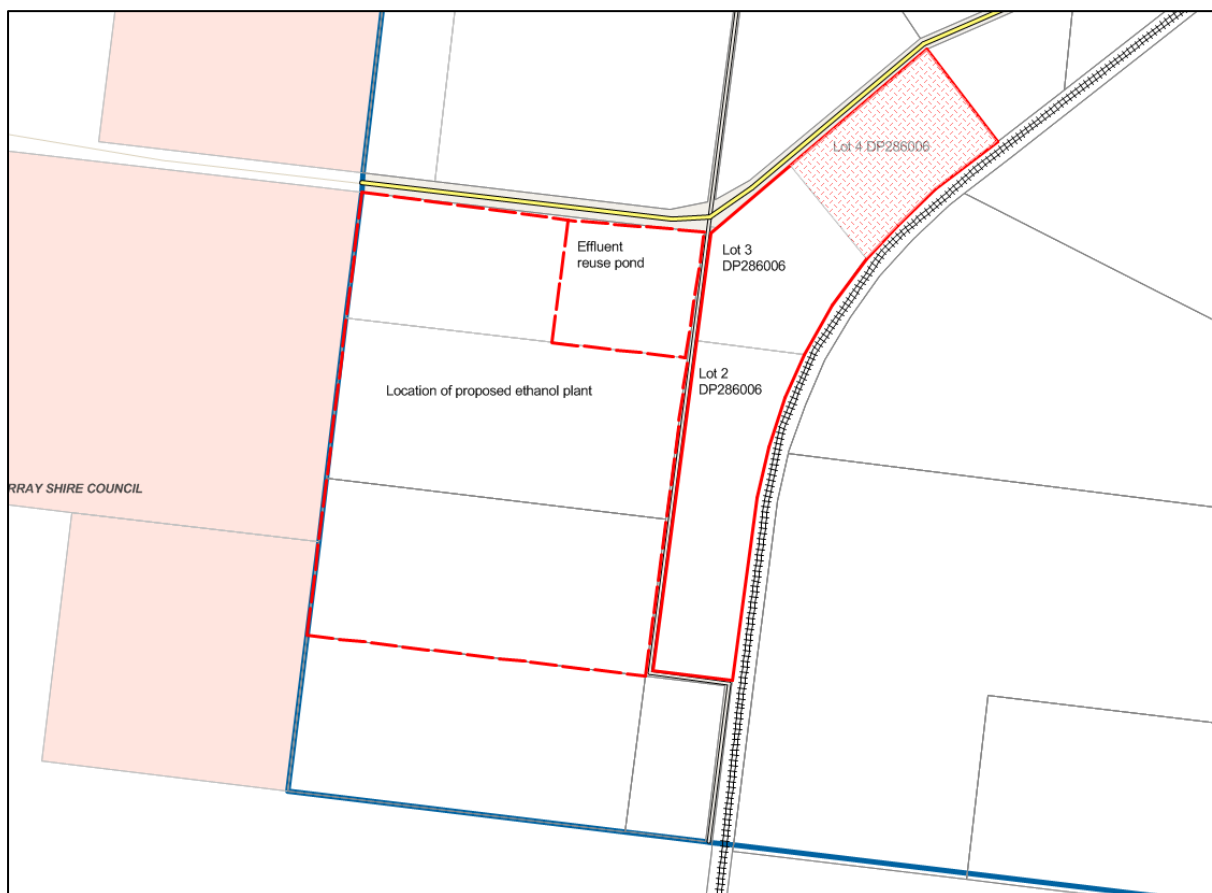 Lot 4 DP286006
Effluent
reuse pond
Lot 3
DP286006
Lot 2
DP286006
Location of proposed ethanol plant
RRAY SHIRE COUNCIL